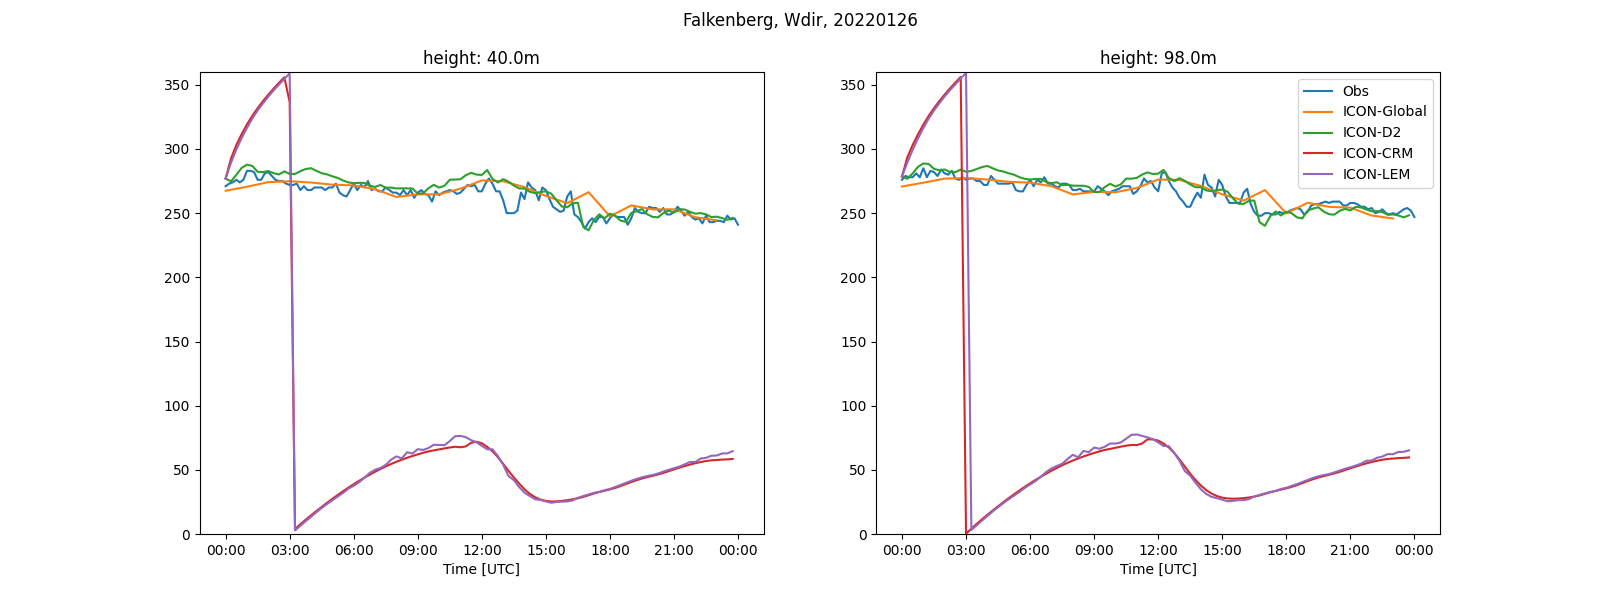 Falkenberg, Wdir, 20220126
height: 40.0m
350
300
250
200
150
100
50
0
00:00 03:00 06:00 09:00 12:00 15:00 18:00 21:00 00:00
Time [UTC]
height: 98.0m
350
300
250
200
150
100
50
0
00:00 03:00 06:00 09:00 12:00 15:00 18:00 21:00 00:00
Time [UTC]
Obs
ICON-Global
ICON-D2
ICON-CRM
ICON-LEM